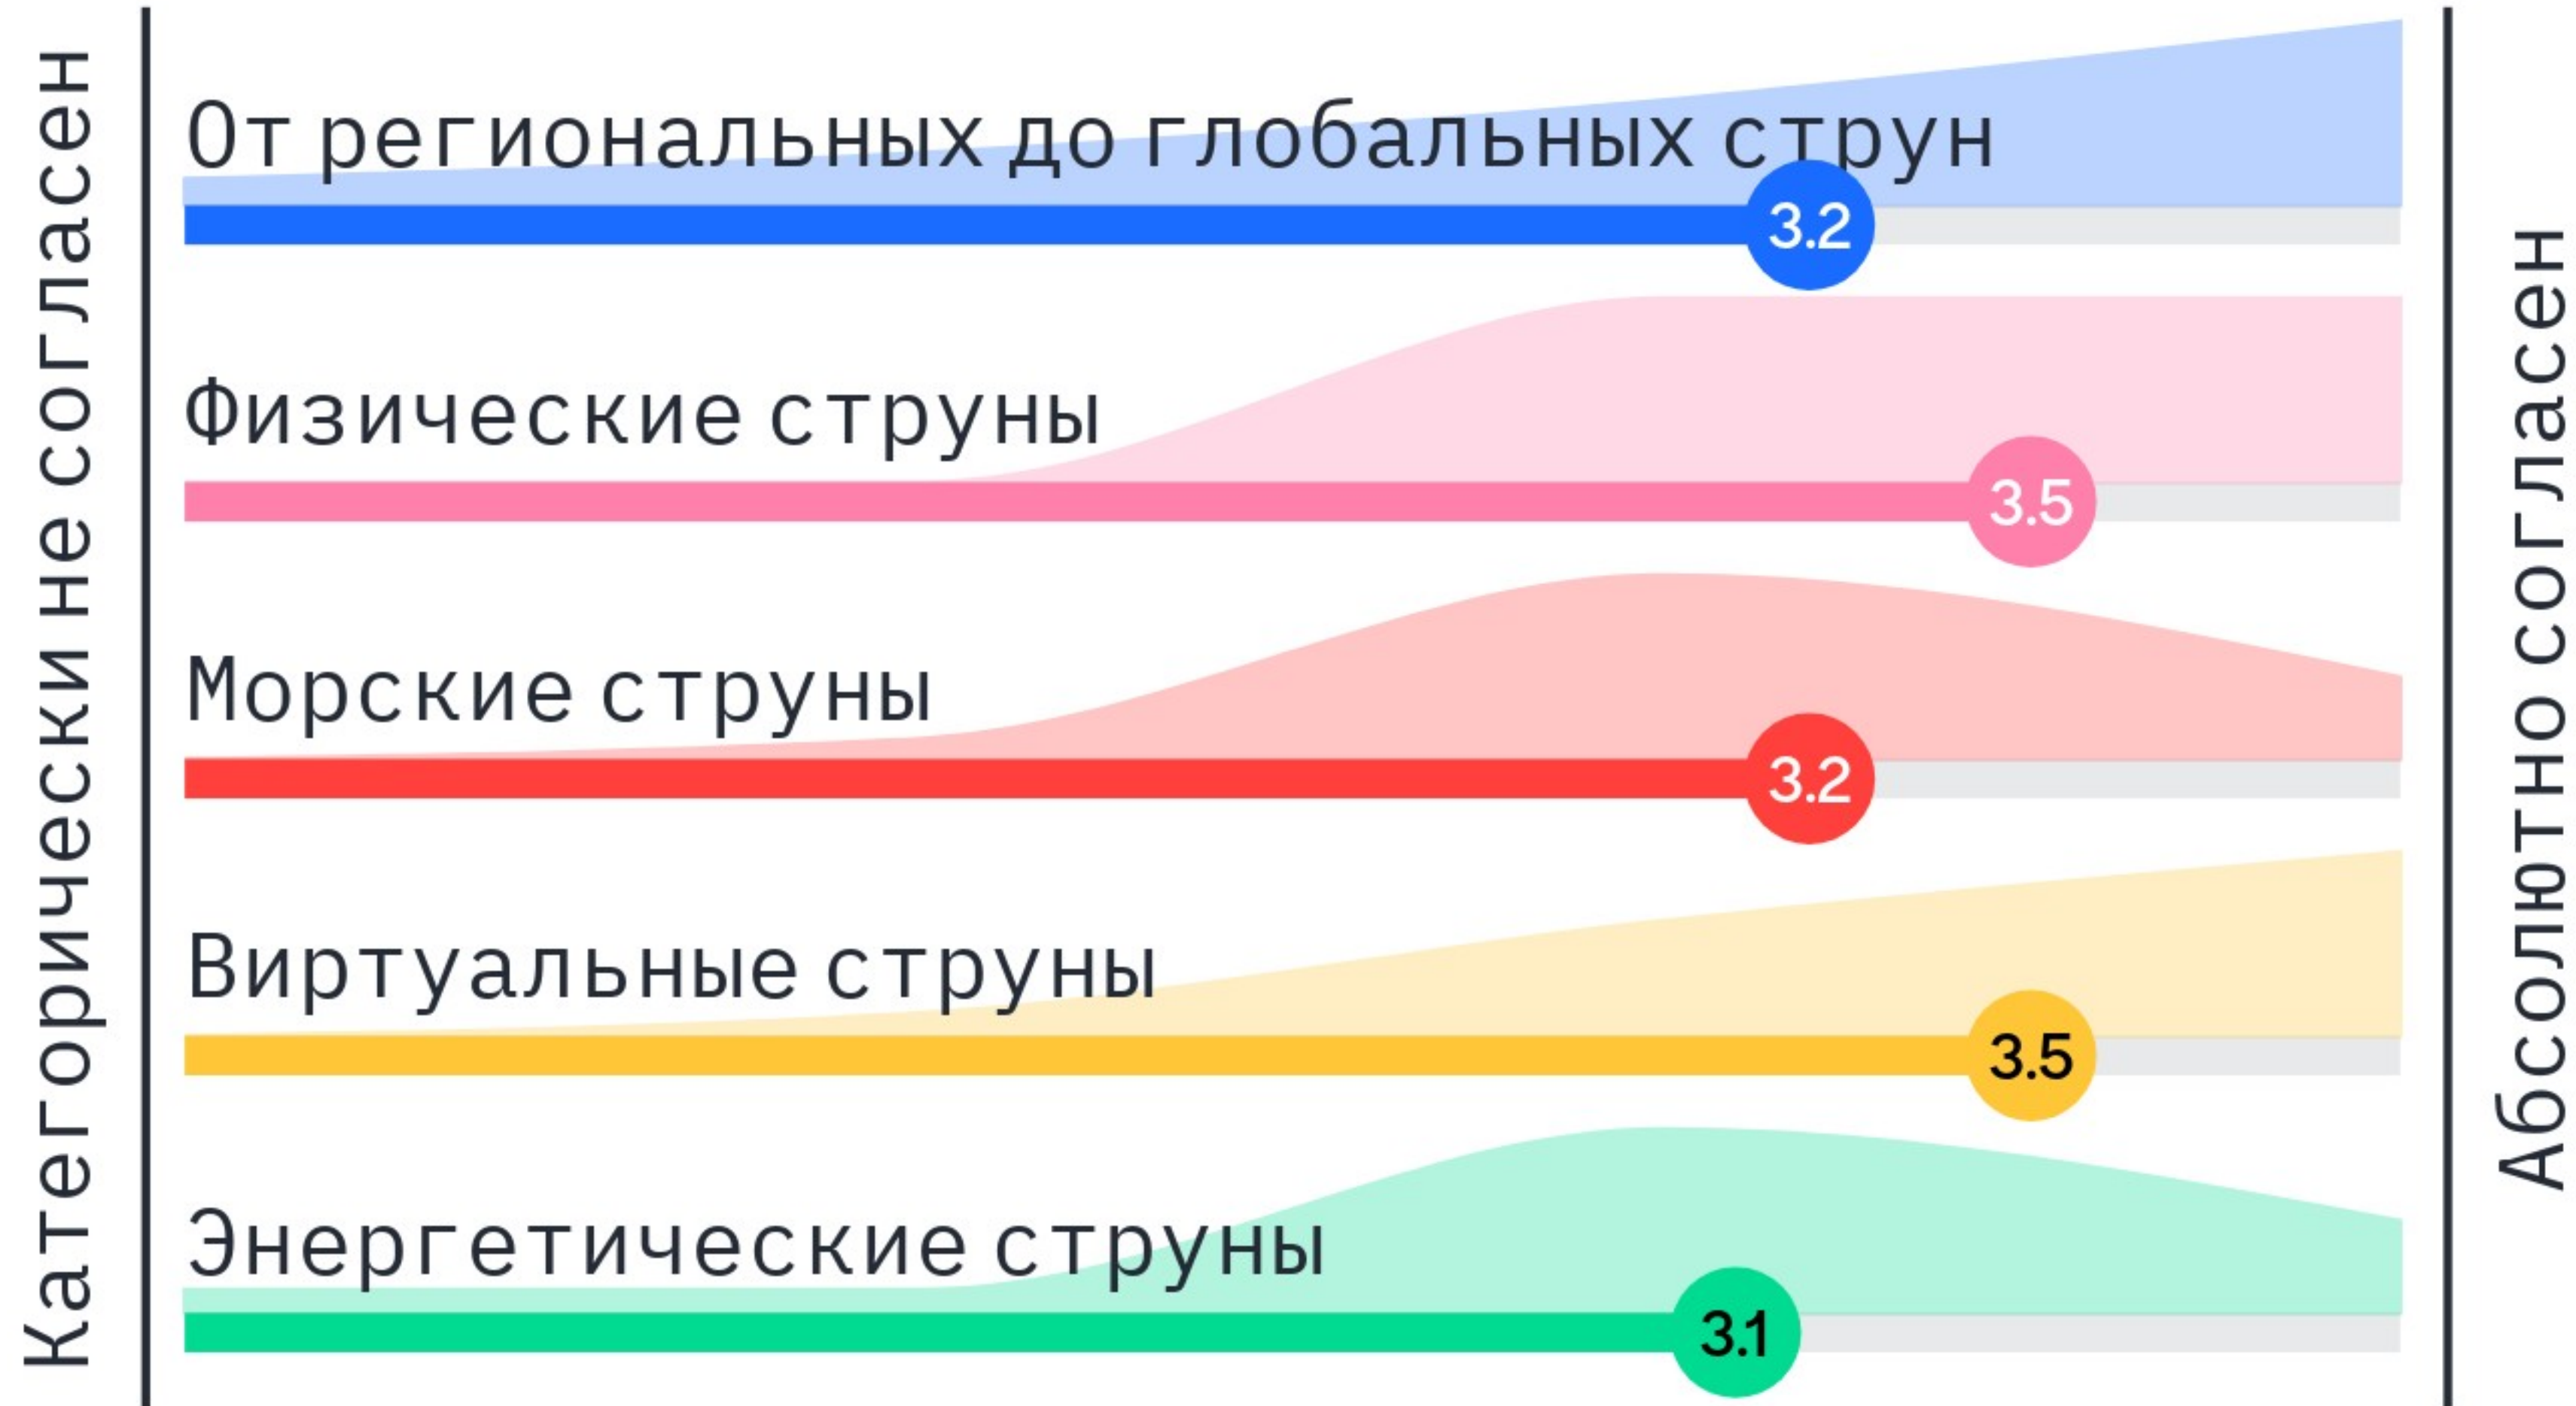 Категорически не согласен
От региональных до глобальных струн
3.2
Физические струны
3.5
Морские струны
3.2
Виртуальные струны
3.5
Энергетические струны
3.1
Абсолютно согласен